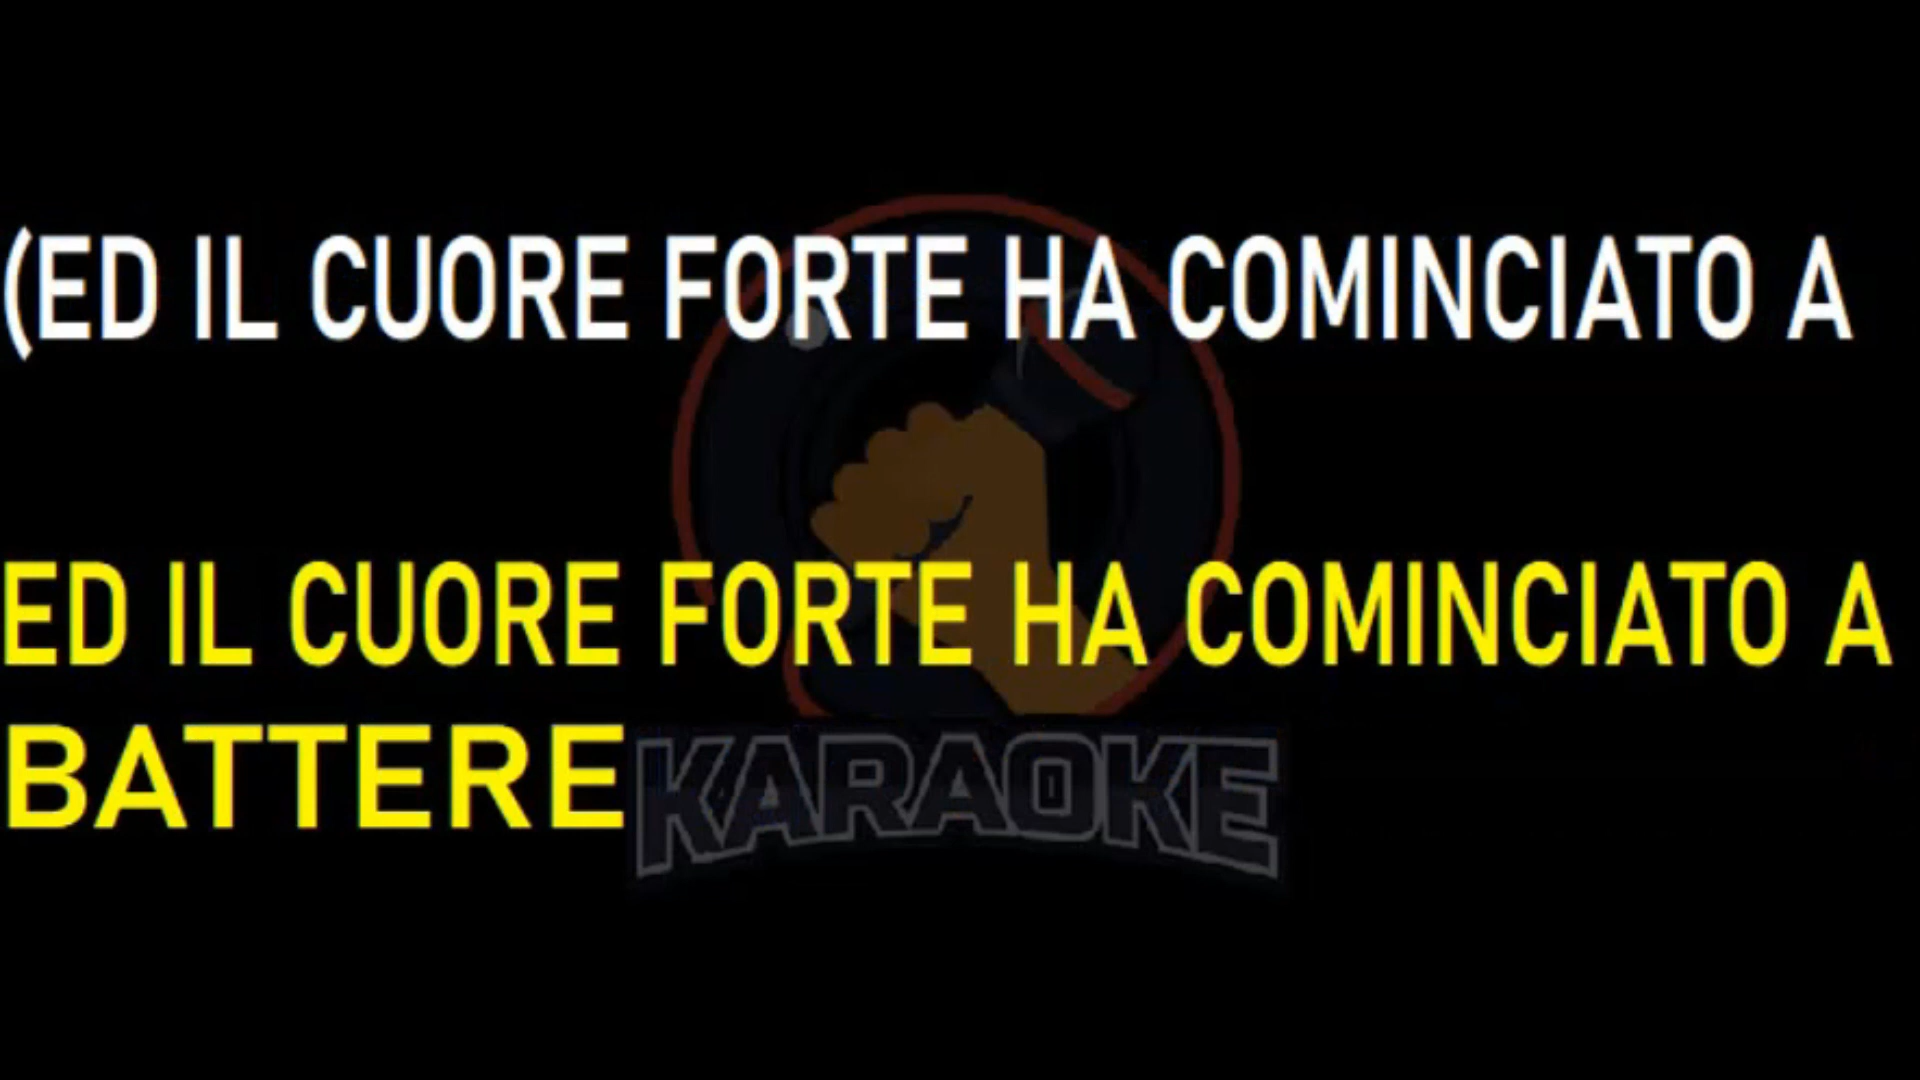 (ED IL CUORE FORTE HA COMINCIATO A
ED IL CUORE FORTE HA COMINCIATO A
BATTERE
KARAOKE